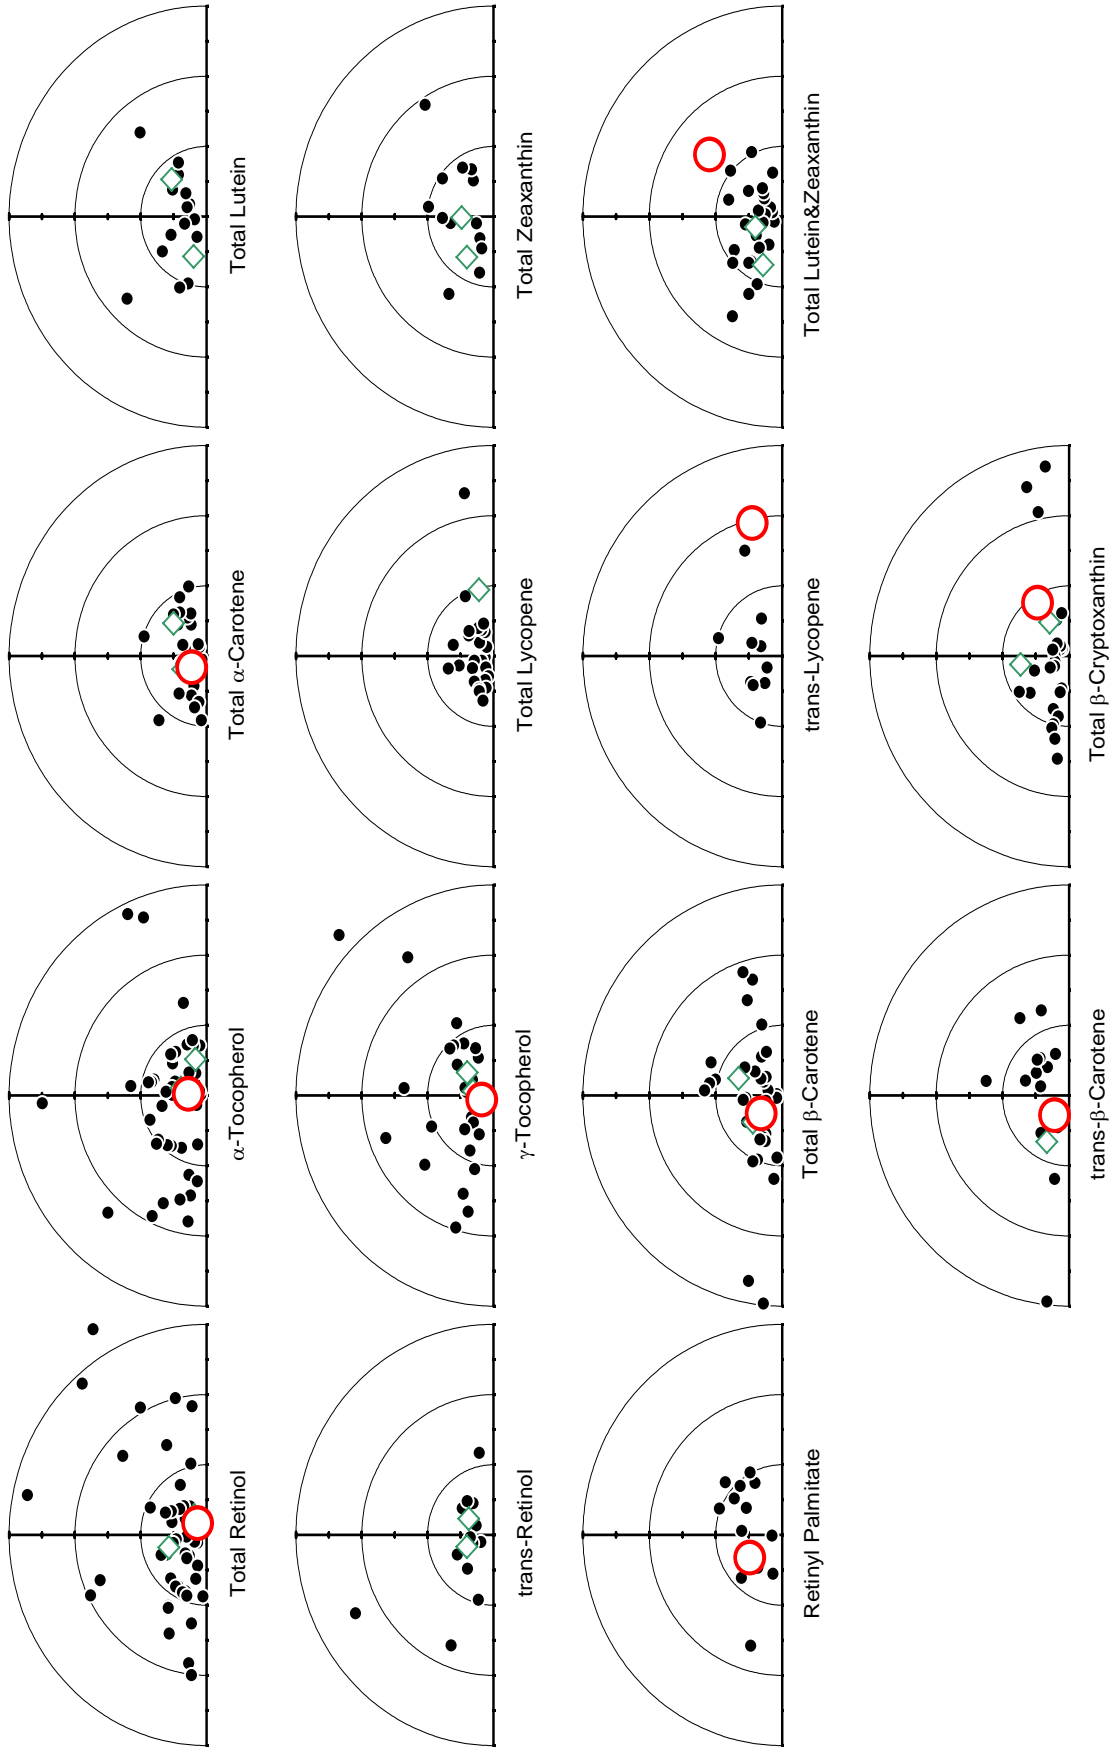 Total Retinol
α-Tocopherol
Total α-Carotene
Total Lutein
trans-Retinol
γ-Tocopherol
Total Lycopene
Total Zeaxanthin
Retinyl Palmitate
Total β-Carotene
trans-Lycopene
Total Lutein&Zeaxanthin
trans-β-Carotene
Total β-Cryptoxanthin